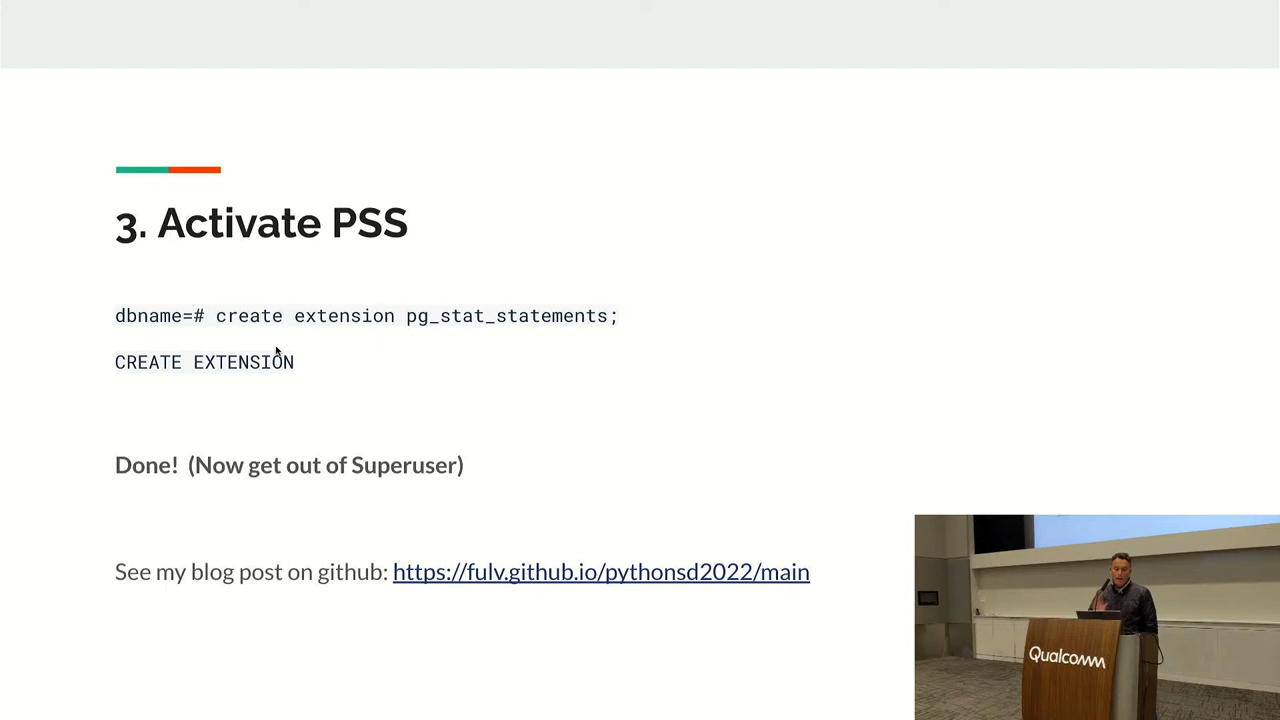 3. Activate PSS
dbname=# create extension pg_stat_statements;
CREATE EXTENSION
Done! (Now get out of Superuser)
See my blog post on github: https://fulv.github.io/pythonsd2022/main
Qualcomm